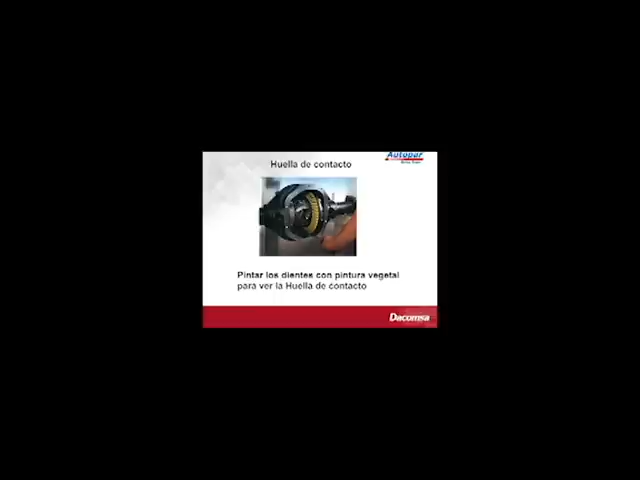 Autopar
Huella de contacto
Pintar los dientes con pintura vegetal
para ver la Huella de contacto
Dacomsa